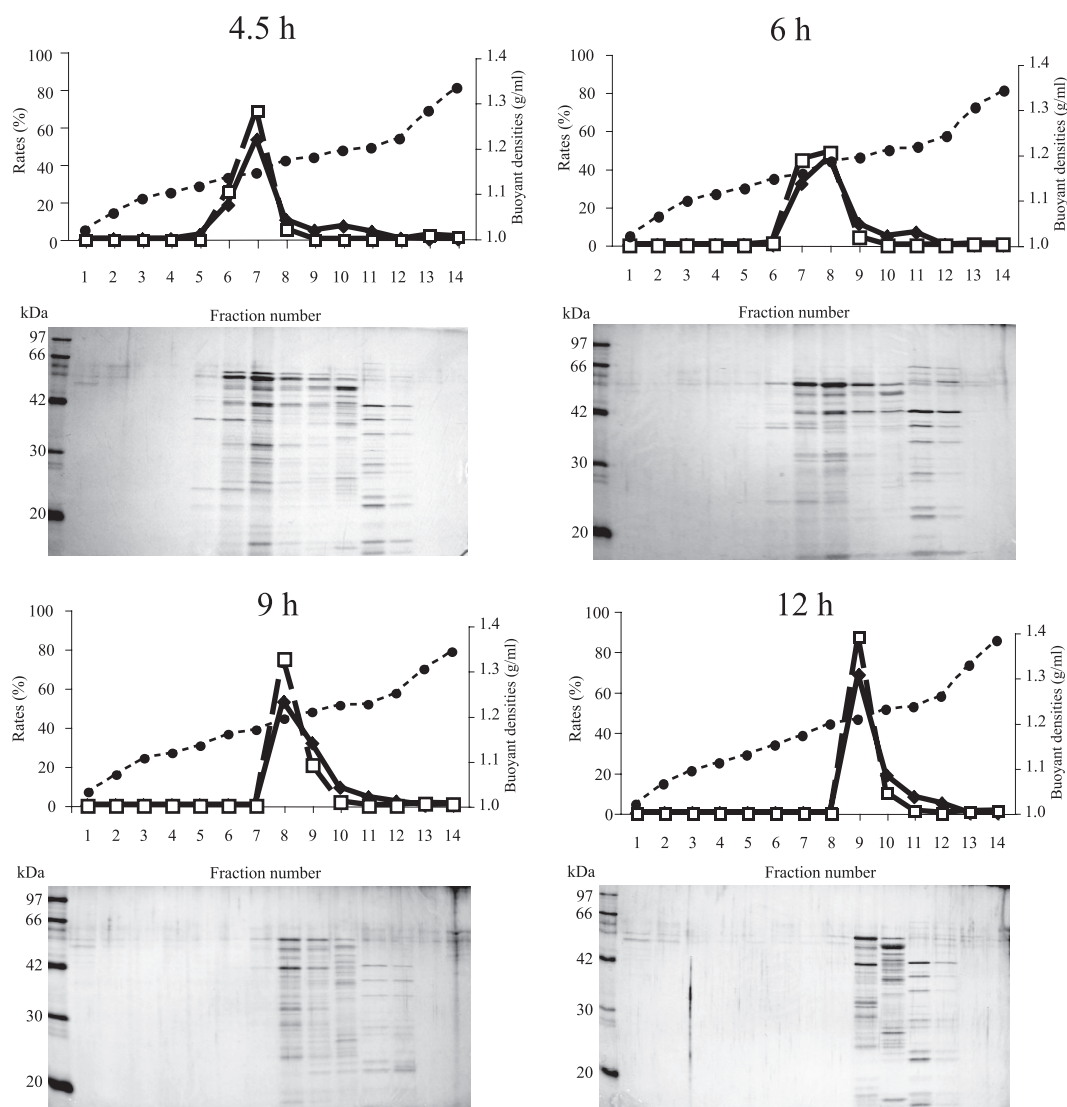 4.5 h
6 h
100
80
60
40
20
0
Rates (%)
1.4
1.3
1.2
1.1
1.0
Buoyant densities (g/ml)
1 2 3 4 5 6 7 8 9 10 11 12 13 14
100
80
60
40
20
0
Rates (%)
1.4
1.3
1.2
1.1
1.0
Buoyant densities (g/ml)
1 2 3 4 5 6 7 8 9 10 11 12 13 14
kDa
Fraction number
97
66
42
30
20
kDa
Fraction number
97
66
42
30
20
9 h
12 h
100
80
60
40
20
0
Rates (%)
1.4
1.3
1.2
1.1
1.0
Buoyant densities (g/ml)
1 2 3 4 5 6 7 8 9 10 11 12 13 14
100
80
60
40
20
0
Rates (%)
1.4
1.3
1.2
1.1
1.0
Buoyant densities (g/ml)
1 2 3 4 5 6 7 8 9 10 11 12 13 14
kDa
Fraction number
97
66
42
30
20
kDa
Fraction number
97
66
42
30
20